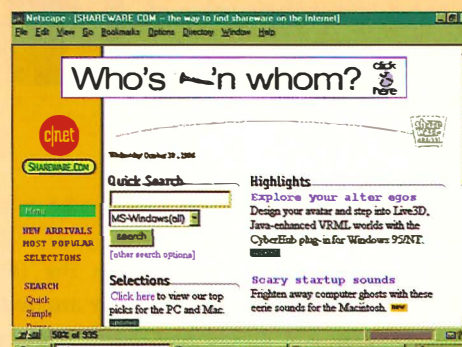 Netscape - [SHAREWARE.COM -- the way to find shareware on the Internet]
File Edit View Go Bookmarks Options Directory Window Help
Who's 'n whom? click here
c|net
SHAREWARE.COM
Wednesday October 30, 1996
Quick Search
MS-Windows(all)
search
[other search options]
Selections
Click here to view our top
picks for the PC and Mac.
Highlights
Explore your alter egos
Design your avatar and step into Live3D,
Java-enhanced VRML worlds with the
CyberHub plug-in for Windows 95/NT.
Scary startup sounds
Frighten away computer ghosts with these
eerie sounds for the Macintosh. new
Menu
NEW ARRIVALS
MOST POPULAR
SELECTIONS
SEARCH
Quick
Simple
50% of 935